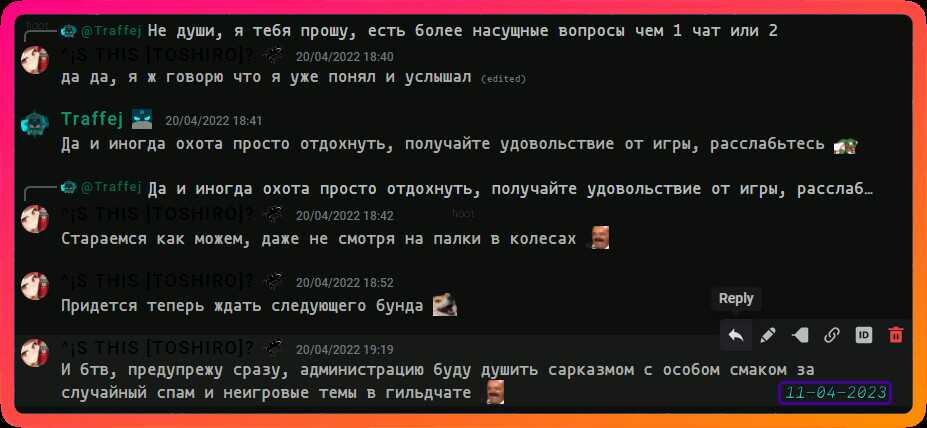 @Traffej Не души, я тебя прошу, есть более насущные вопросы чем 1 чат или 2
^¡S THIS [TOSHIRO]? 20/04/2022 18:40
да да, я ж говорю что я уже понял и услышал (edited)
Traffej 20/04/2022 18:41
Да и иногда охота просто отдохнуть, получайте удовольствие от игры, расслабьтесь
@Traffej Да и иногда охота просто отдохнуть, получайте удовольствие от игры, расслаб…
^¡S THIS [TOSHIRO]? 20/04/2022 18:42
Стараемся как можем, даже не смотря на палки в колесах
^¡S THIS [TOSHIRO]? 20/04/2022 18:52
Придется теперь ждать следующего бунда
Reply
ID
^¡S THIS [TOSHIRO]? 20/04/2022 19:19
И бтв, предупрежу сразу, администрацию буду душить сарказмом с особом смаком за
случайный спам и неигровые темы в гильдчате
11-04-2023